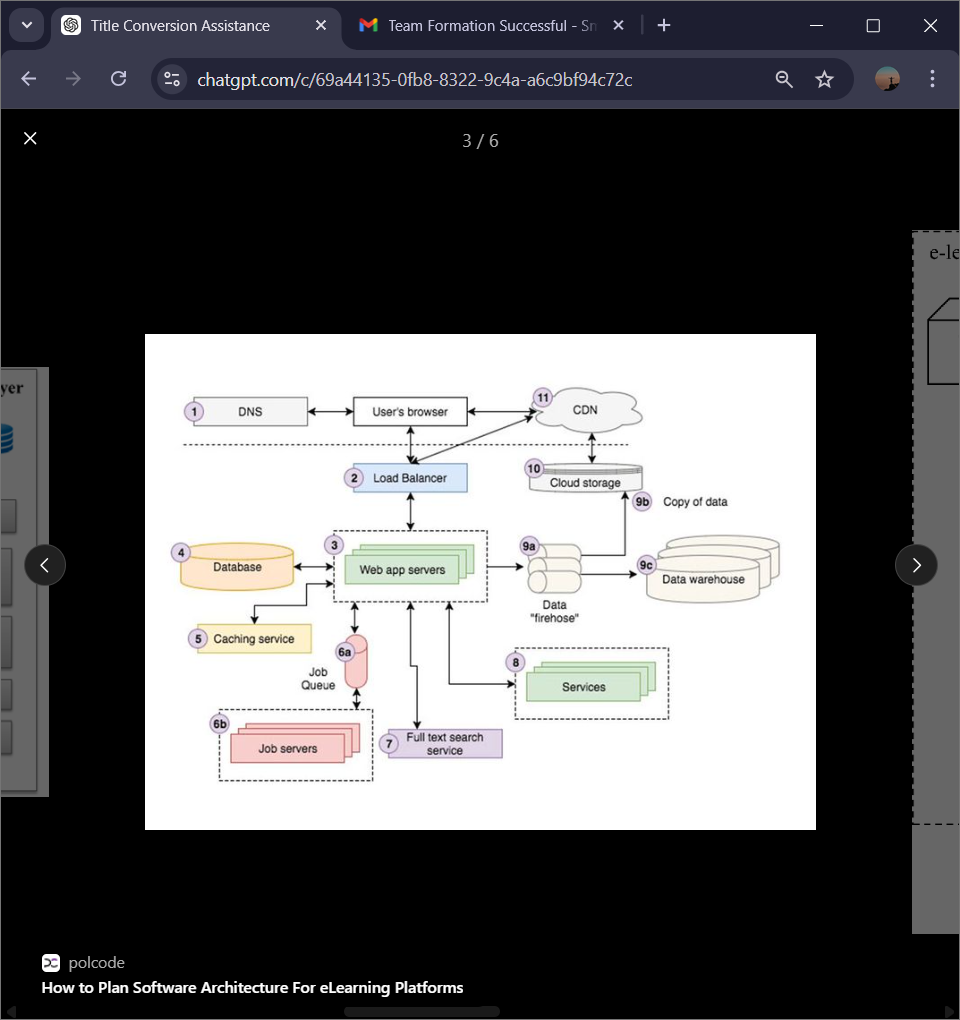 Title Conversion Assistance
Team Formation Successful - Sm
chatgpt.com/c/69a44135-0fb8-8322-9c4a-a6c9bf94c72c
3 / 6
yer
e-le
1
DNS
User's browser
11
CDN
2
Load Balancer
10
Cloud storage
9b
Copy of data
4
Database
3
Web app servers
9a
Data
"firehose"
9c
Data warehouse
5
Caching service
6a
Job
Queue
8
Services
6b
Job servers
7
Full text search
service
polcode
How to Plan Software Architecture For eLearning Platforms